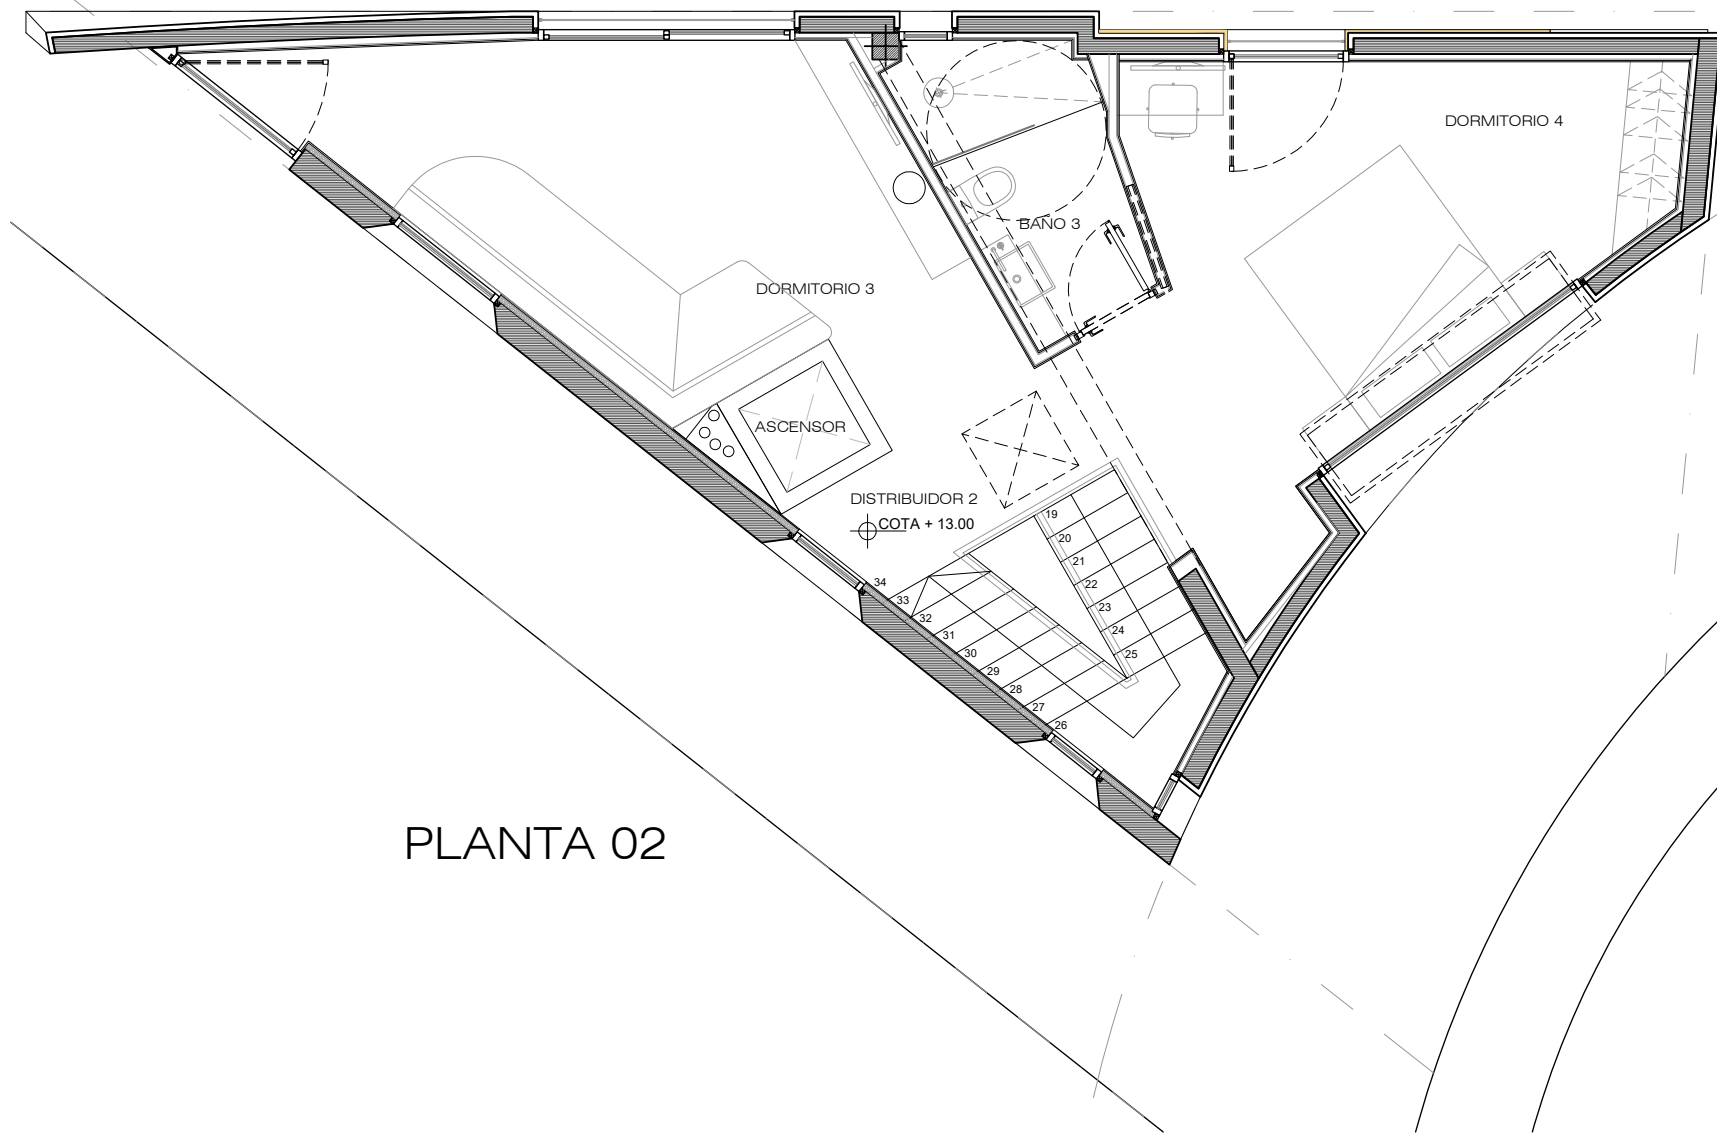 DORMITORIO 4
BAÑO 3
DORMITORIO 3
ASCENSOR
DISTRIBUIDOR 2
COTA + 13.00
19
20
21
22
23
24
25
34
33
32
31
30
29
28
27
26
PLANTA 02